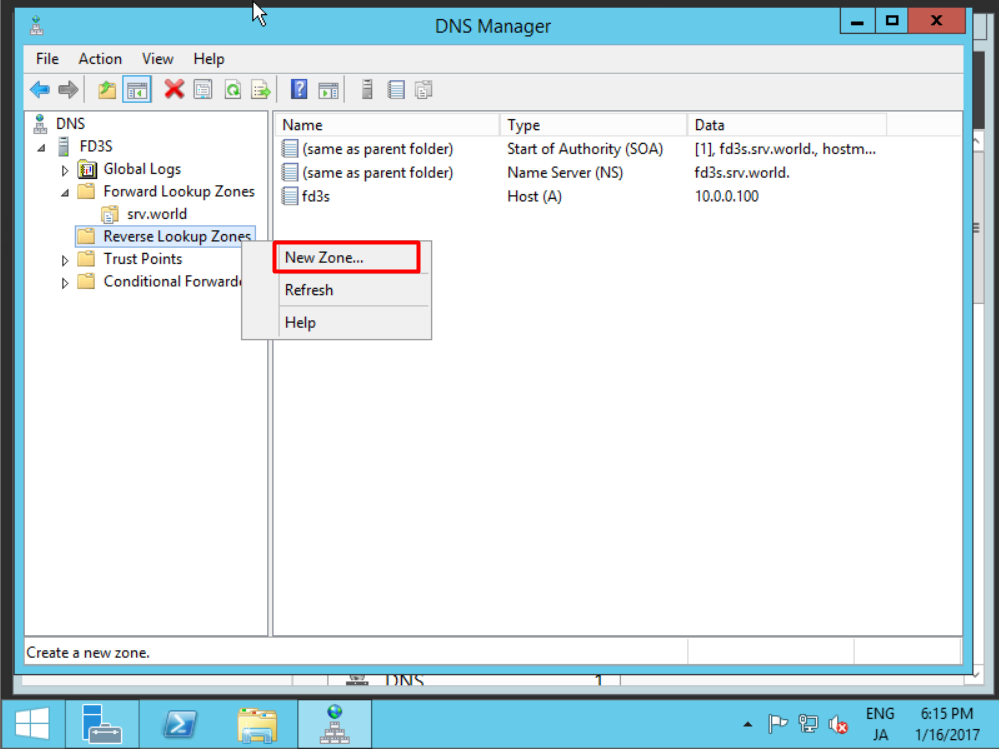 DNS Manager
File Action View Help
DNS
FD3S
Global Logs
Forward Lookup Zones
srv.world
Reverse Lookup Zones
Trust Points
Conditional Forwarde
Name Type Data
(same as parent folder) Start of Authority (SOA) [1], fd3s.srv.world., hostm...
(same as parent folder) Name Server (NS) fd3s.srv.world.
fd3s Host (A) 10.0.0.100
New Zone...
Refresh
Help
Create a new zone.
DNS 1
ENG 6:15 PM
JA 1/16/2017